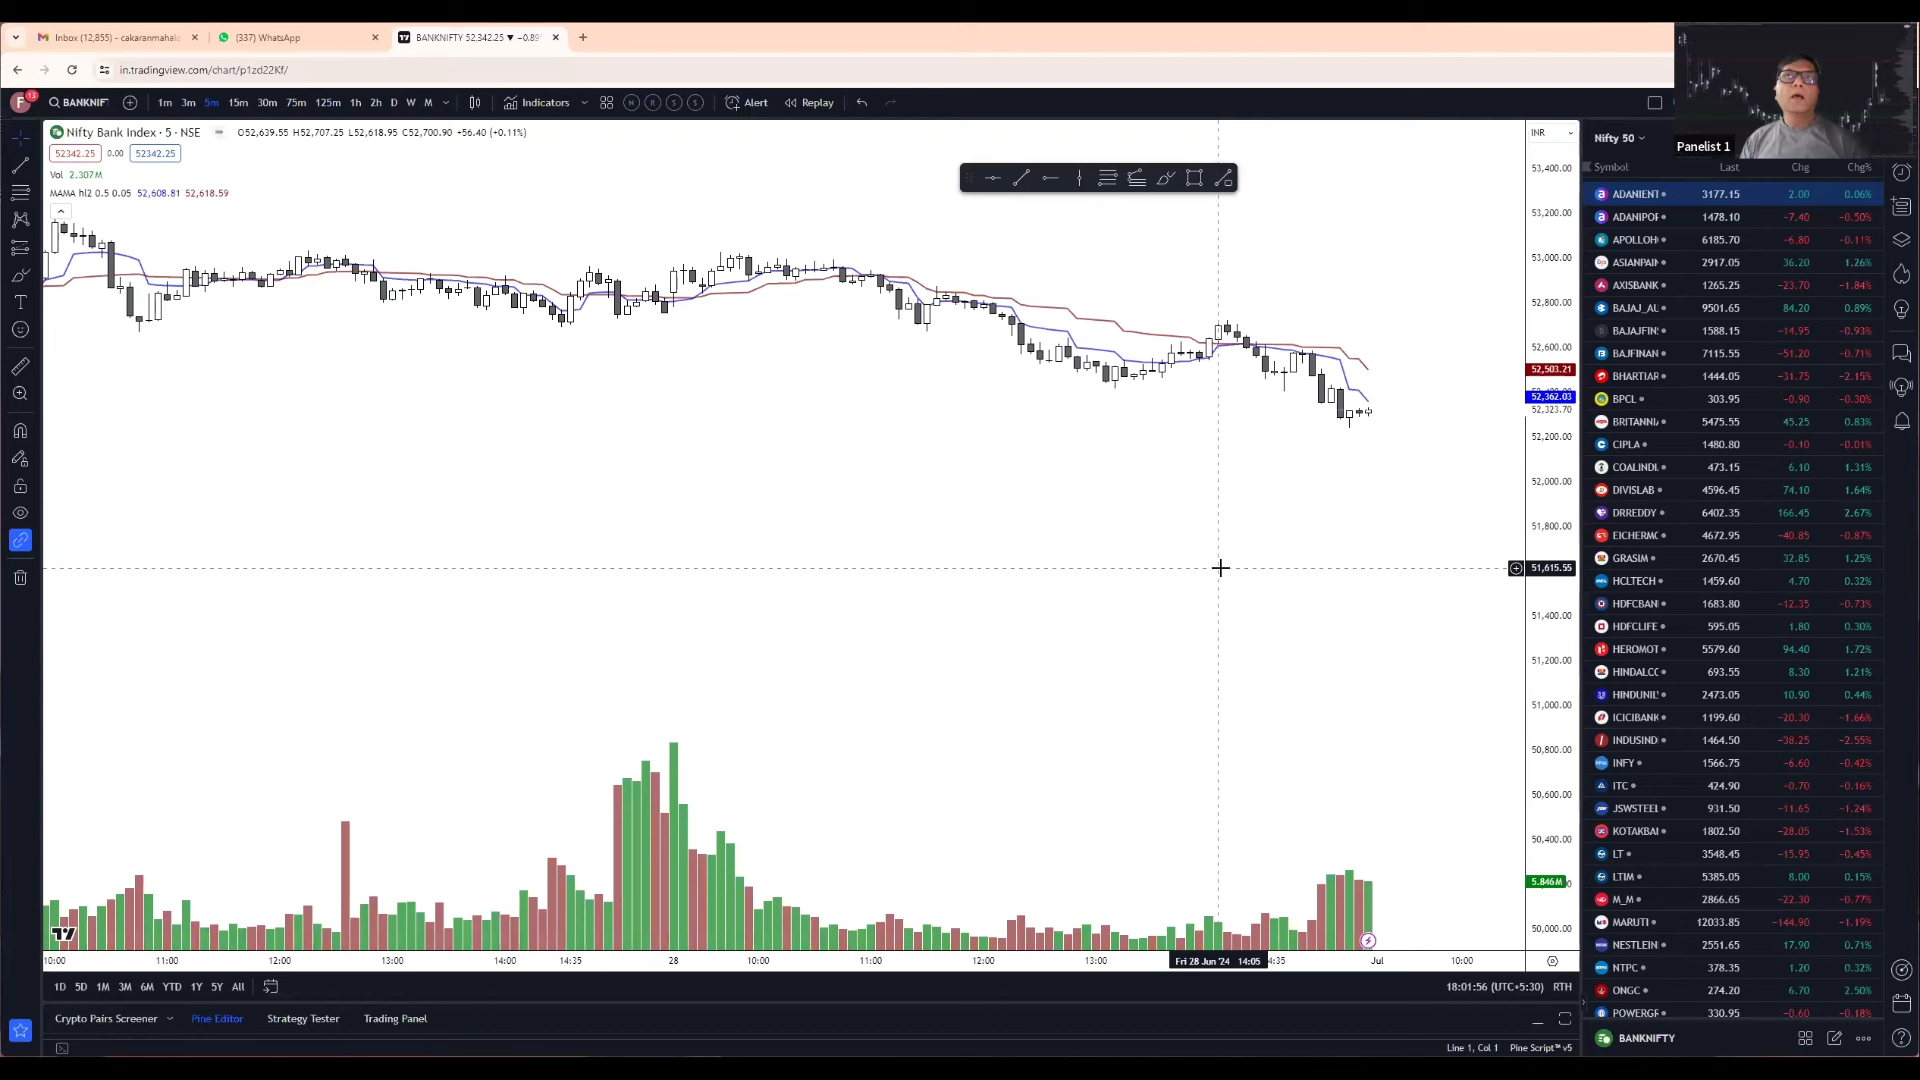 Inbox (12,855) - cakaranmahale
(337) WhatsApp
BANKNIFTY 52,342.25 ▼ −0.89
in.tradingview.com/chart/p1zd22Kf/
F 13 BANKNIF 1m 3m 5m 15m 30m 75m 125m 1h 2h D W M Indicators N R S S Alert Replay
Panelist 1
Nifty Bank Index · 5 · NSE O52,639.55 H52,707.25 L52,618.95 C52,700.90 +56.40 (+0.11%)
52342.25 0.00 52342.25
Vol 2.307M
MAMA hl2 0.5 0.05 52,608.81 52,618.59
INR
53,400.00
53,200.00
53,000.00
52,800.00
52,600.00
52,503.21
52,362.03
52,323.70
52,200.00
52,000.00
51,800.00
51,615.55
51,400.00
51,200.00
51,000.00
50,800.00
50,600.00
50,400.00
5.846M
50,000.00
10:00 11:00 12:00 13:00 14:00 14:35 28 10:00 11:00 12:00 13:00 Fri 28 Jun '24 14:05 4:35 Jul 10:00
1D 5D 1M 3M 6M YTD 1Y 5Y All
18:01:56 (UTC+5:30) RTH
Crypto Pairs Screener Pine Editor Strategy Tester Trading Panel
Line 1, Col 1 Pine Script™ v5
Nifty 50
Symbol Last Chg Chg%
ADANIENT 3177.15 2.00 0.06%
ADANIPOR 1478.10 −7.40 −0.50%
APOLLOH 6185.70 −6.80 −0.11%
ASIANPAIN 2917.05 36.20 1.26%
AXISBANK 1265.25 −23.70 −1.84%
BAJAJ_AU 9501.65 84.20 0.89%
BAJAJFIN 1588.15 −14.95 −0.93%
BAJFINAN 7115.55 −51.20 −0.71%
BHARTIAR 1444.05 −31.75 −2.15%
BPCL 303.95 −0.90 −0.30%
BRITANNI 5475.55 45.25 0.83%
CIPLA 1480.80 −0.10 −0.01%
COALINDI 473.15 6.10 1.31%
DIVISLAB 4596.45 74.10 1.64%
DRREDDY 6402.35 166.45 2.67%
EICHERMO 4672.95 −40.85 −0.87%
GRASIM 2670.45 32.85 1.25%
HCLTECH 1459.60 4.70 0.32%
HDFCBAN 1683.80 −12.35 −0.73%
HDFCLIFE 595.05 1.80 0.30%
HEROMOT 5579.60 94.40 1.72%
HINDALCO 693.55 8.30 1.21%
HINDUNIL 2473.05 10.90 0.44%
ICICIBANK 1199.60 −20.30 −1.66%
INDUSIND 1464.50 −38.25 −2.55%
INFY 1566.75 −6.60 −0.42%
ITC 424.90 −0.70 −0.16%
JSWSTEEL 931.50 −11.65 −1.24%
KOTAKBAI 1802.50 −28.05 −1.53%
LT 3548.45 −15.95 −0.45%
LTIM 5385.05 8.00 0.15%
M_M 2866.65 −22.30 −0.77%
MARUTI 12033.85 −144.90 −1.19%
NESTLEIN 2551.65 17.90 0.71%
NTPC 378.35 1.20 0.32%
ONGC 274.20 6.70 2.50%
POWERGR 330.95 −0.60 −0.18%
BANKNIFTY